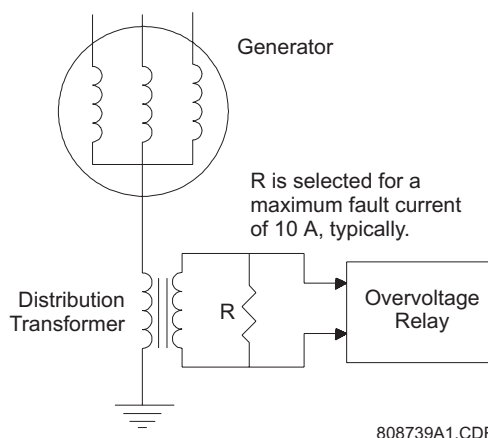 Generator
R is selected for a
maximum fault current
of 10 A, typically.
Distribution
Transformer
R
Overvoltage
Relay
808739A1.CDR